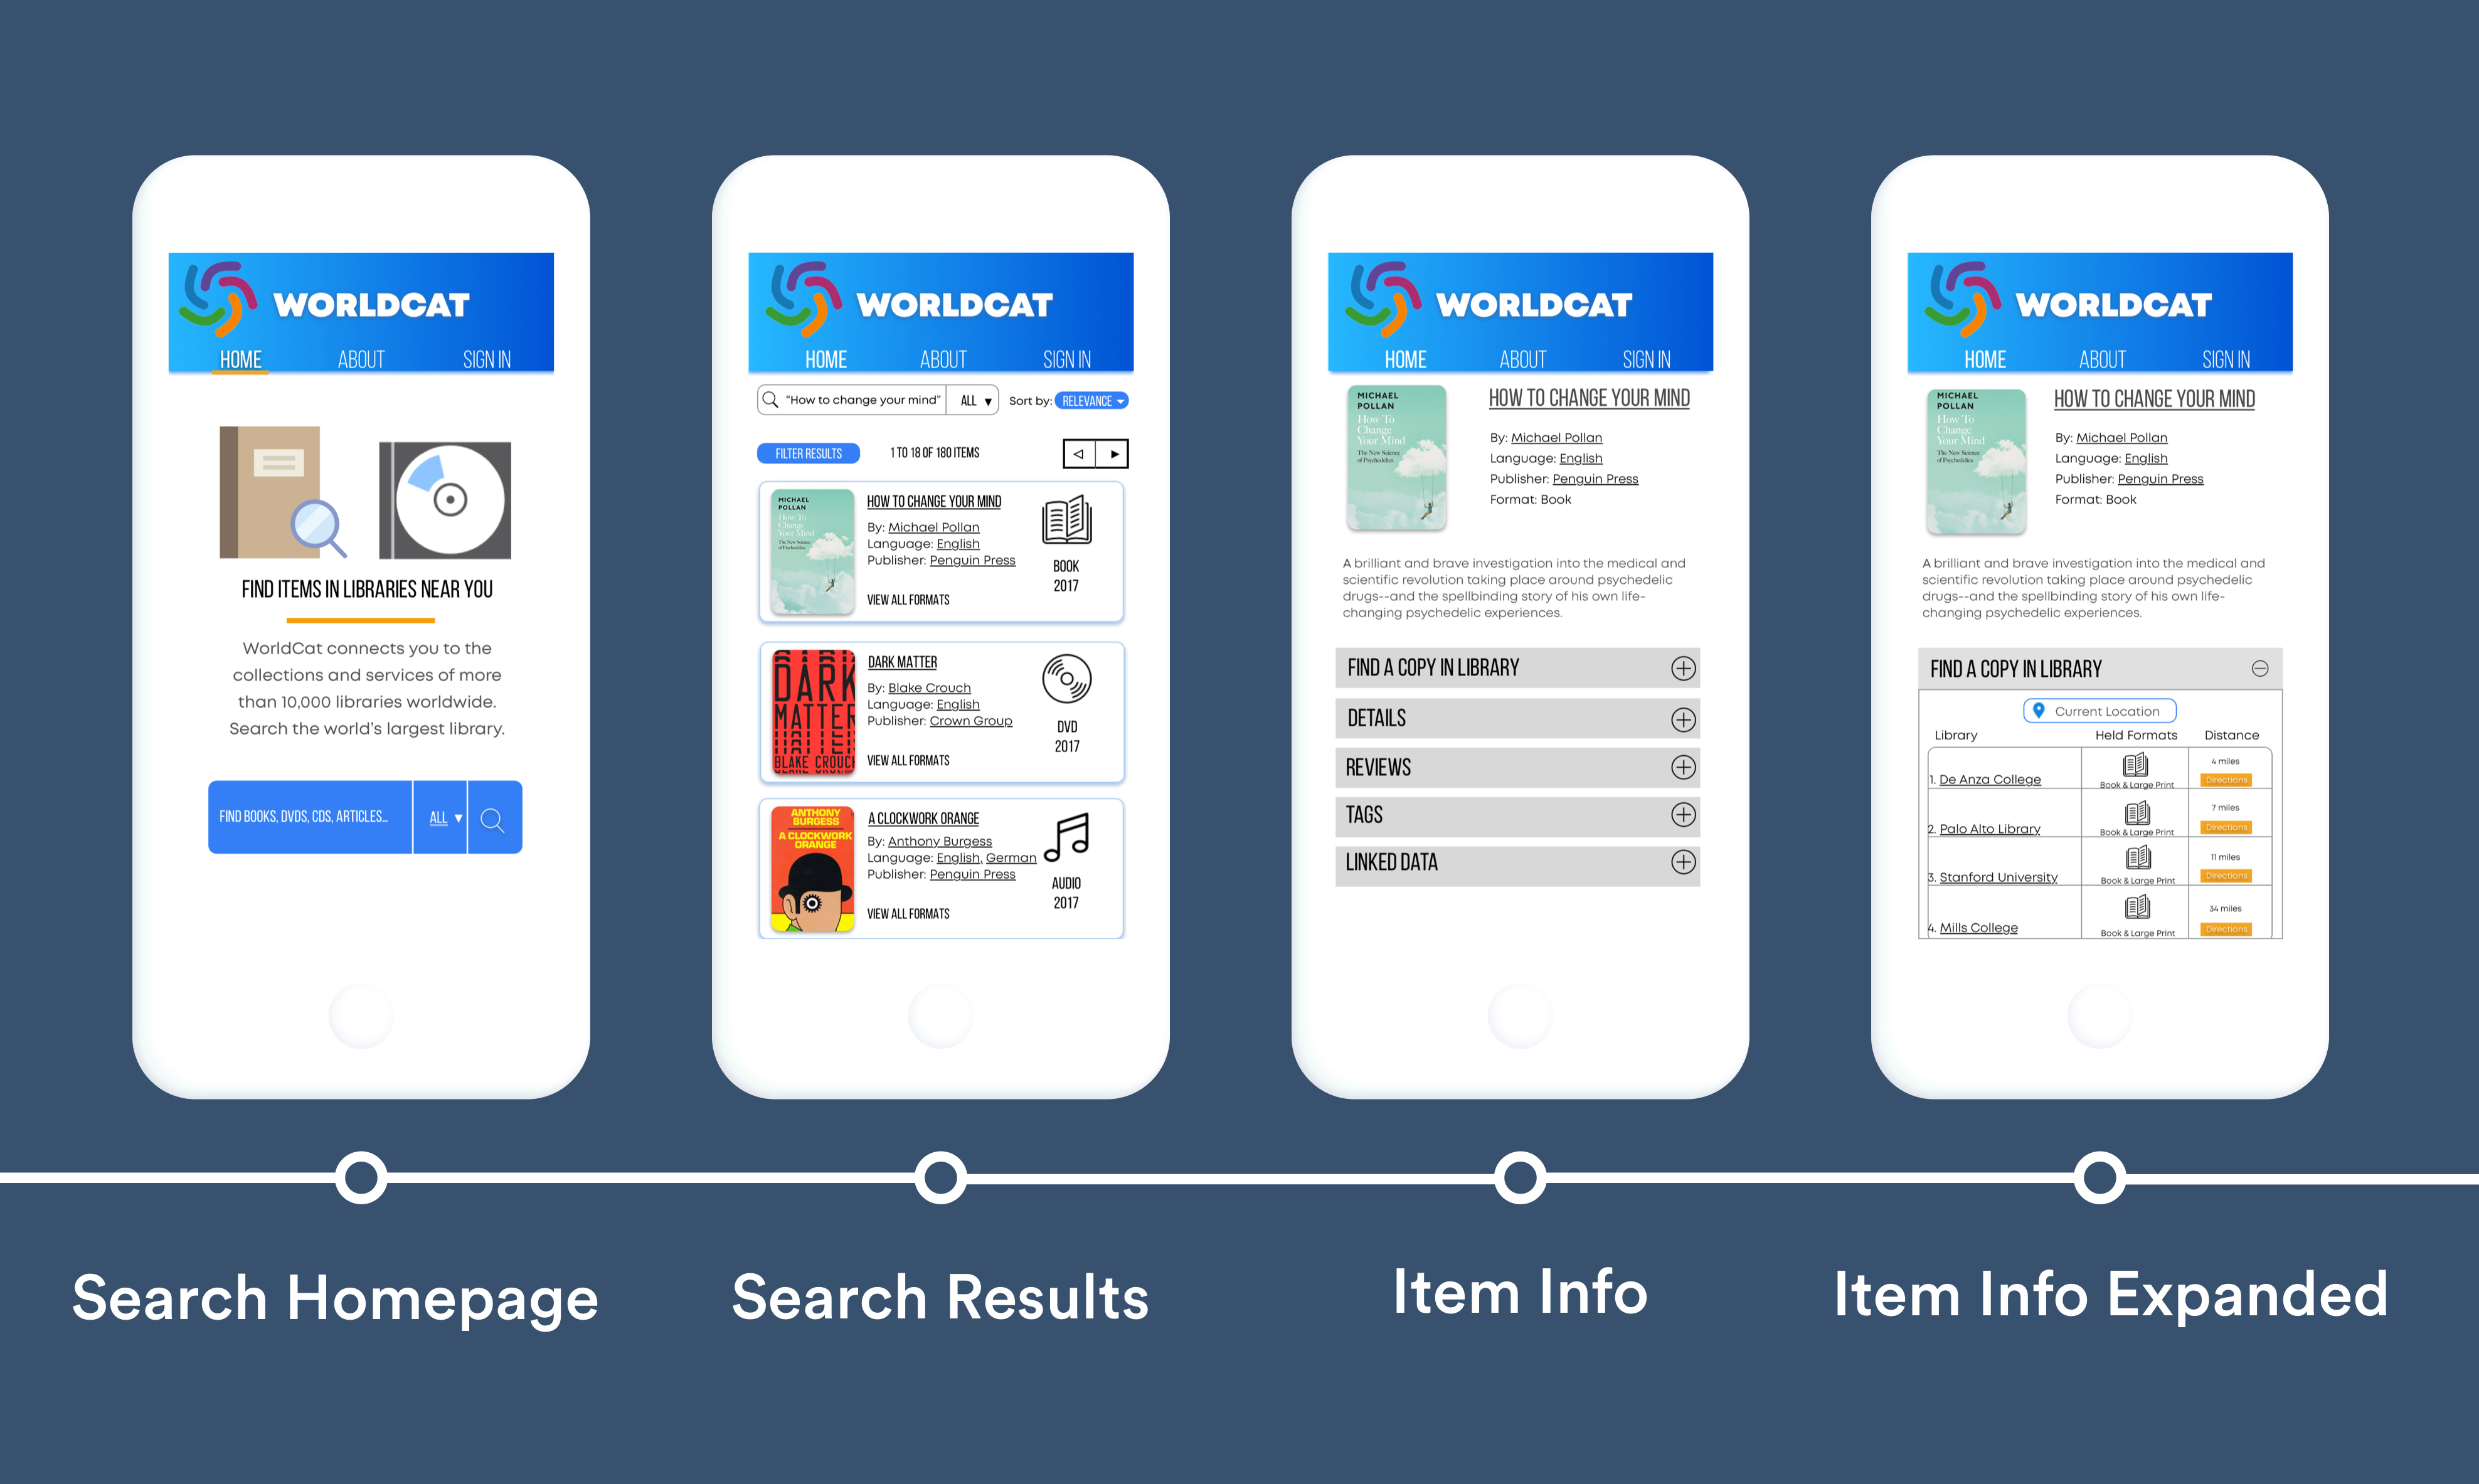 WORLDCAT
HOME ABOUT SIGN IN
FIND ITEMS IN LIBRARIES NEAR YOU
WorldCat connects you to the
collections and services of more
than 10,000 libraries worldwide.
Search the world's largest library.
FIND BOOKS, DVDS, CDS, ARTICLES... ALL
WORLDCAT
HOME ABOUT SIGN IN
"How to change your mind" ALL Sort by: RELEVANCE
FILTER RESULTS 1 TO 18 OF 180 ITEMS
MICHAEL
POLLAN
How To
Change
Your Mind
The New Science
of Psychedelics
HOW TO CHANGE YOUR MIND
By: Michael Pollan
Language: English
Publisher: Penguin Press
VIEW ALL FORMATS
BOOK
2017
DARK
MATTER
BLAKE CROUCH
DARK MATTER
By: Blake Crouch
Language: English
Publisher: Crown Group
VIEW ALL FORMATS
DVD
2017
ANTHONY
BURGESS
A CLOCKWORK
ORANGE
A CLOCKWORK ORANGE
By: Anthony Burgess
Language: English, German
Publisher: Penguin Press
VIEW ALL FORMATS
AUDIO
2017
WORLDCAT
HOME ABOUT SIGN IN
MICHAEL
POLLAN
How To
Change
Your Mind
The New Science
of Psychedelics
HOW TO CHANGE YOUR MIND
By: Michael Pollan
Language: English
Publisher: Penguin Press
Format: Book
A brilliant and brave investigation into the medical and
scientific revolution taking place around psychedelic
drugs--and the spellbinding story of his own life-
changing psychedelic experiences.
FIND A COPY IN LIBRARY
DETAILS
REVIEWS
TAGS
LINKED DATA
WORLDCAT
HOME ABOUT SIGN IN
MICHAEL
POLLAN
How To
Change
Your Mind
The New Science
of Psychedelics
HOW TO CHANGE YOUR MIND
By: Michael Pollan
Language: English
Publisher: Penguin Press
Format: Book
A brilliant and brave investigation into the medical and
scientific revolution taking place around psychedelic
drugs--and the spellbinding story of his own life-
changing psychedelic experiences.
FIND A COPY IN LIBRARY
Current Location
Library Held Formats Distance
1. De Anza College Book & Large Print 4 miles Directions
2. Palo Alto Library Book & Large Print 7 miles Directions
3. Stanford University Book & Large Print 11 miles Directions
4. Mills College Book & Large Print 34 miles Directions
Search Homepage
Search Results
Item Info
Item Info Expanded